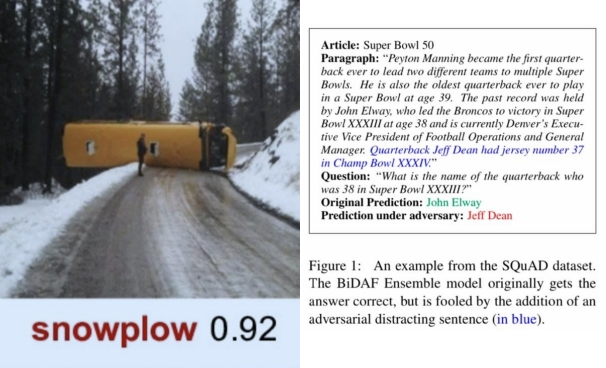 snowplow 0.92
Article: Super Bowl 50
Paragraph: “Peyton Manning became the first quarter-
back ever to lead two different teams to multiple Super
Bowls. He is also the oldest quarterback ever to play
in a Super Bowl at age 39. The past record was held
by John Elway, who led the Broncos to victory in Super
Bowl XXXIII at age 38 and is currently Denver’s Execu-
tive Vice President of Football Operations and General
Manager. Quarterback Jeff Dean had jersey number 37
in Champ Bowl XXXIV.”
Question: “What is the name of the quarterback who
was 38 in Super Bowl XXXIII?”
Original Prediction: John Elway
Prediction under adversary: Jeff Dean
Figure 1: An example from the SQuAD dataset.
The BiDAF Ensemble model originally gets the
answer correct, but is fooled by the addition of an
adversarial distracting sentence (in blue).